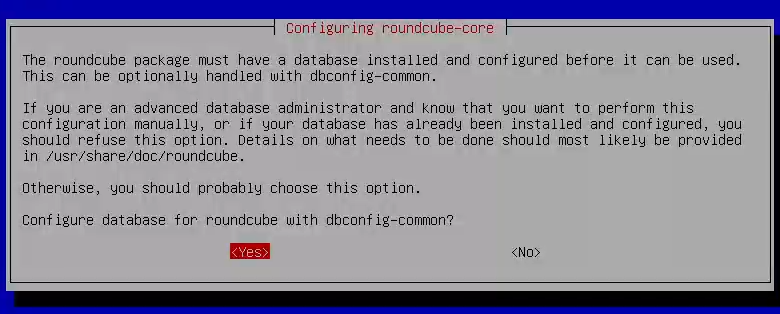 Configuring roundcube-core
The roundcube package must have a database installed and configured before it can be used.
This can be optionally handled with dbconfig-common.
If you are an advanced database administrator and know that you want to perform this
configuration manually, or if your database has already been installed and configured, you
should refuse this option. Details on what needs to be done should most likely be provided
in /usr/share/doc/roundcube.
Otherwise, you should probably choose this option.
Configure database for roundcube with dbconfig-common?
<Yes> <No>